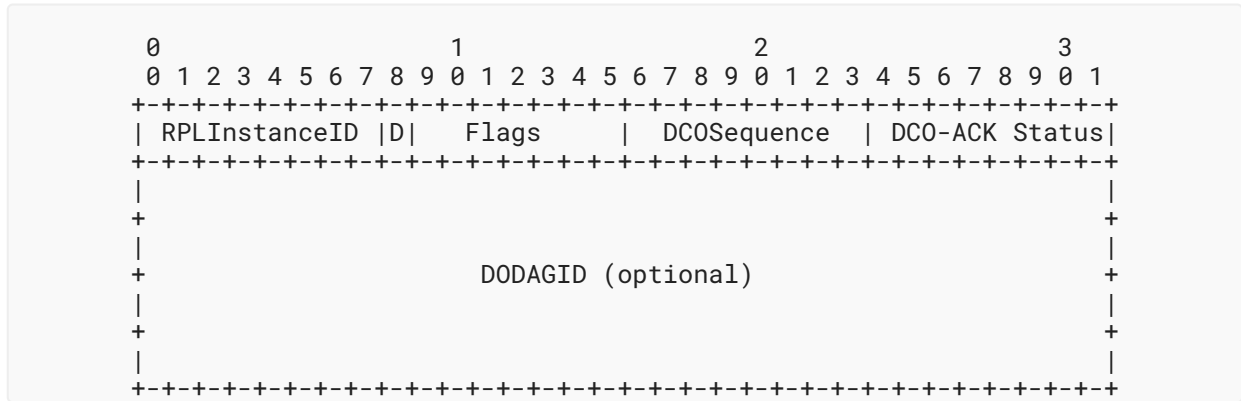 0                   1                   2                   3
 0 1 2 3 4 5 6 7 8 9 0 1 2 3 4 5 6 7 8 9 0 1 2 3 4 5 6 7 8 9 0 1
+-+-+-+-+-+-+-+-+-+-+-+-+-+-+-+-+-+-+-+-+-+-+-+-+-+-+-+-+-+-+-+-+
| RPLInstanceID |D|   Flags     |  DCOSequence  | DCO-ACK Status|
+-+-+-+-+-+-+-+-+-+-+-+-+-+-+-+-+-+-+-+-+-+-+-+-+-+-+-+-+-+-+-+-+
|                                                               |
+                                                               +
|                                                               |
+                      DODAGID (optional)                       +
|                                                               |
+                                                               +
|                                                               |
+-+-+-+-+-+-+-+-+-+-+-+-+-+-+-+-+-+-+-+-+-+-+-+-+-+-+-+-+-+-+-+-+